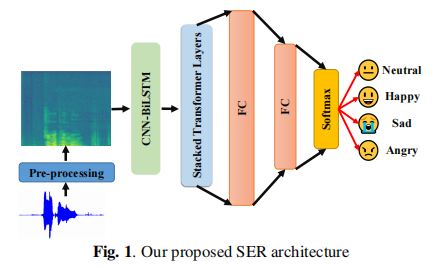 Pre-processing
CNN-BiLSTM
Stacked Transformer Layers
FC
FC
Softmax
Neutral
Happy
Sad
Angry
Fig. 1. Our proposed SER architecture